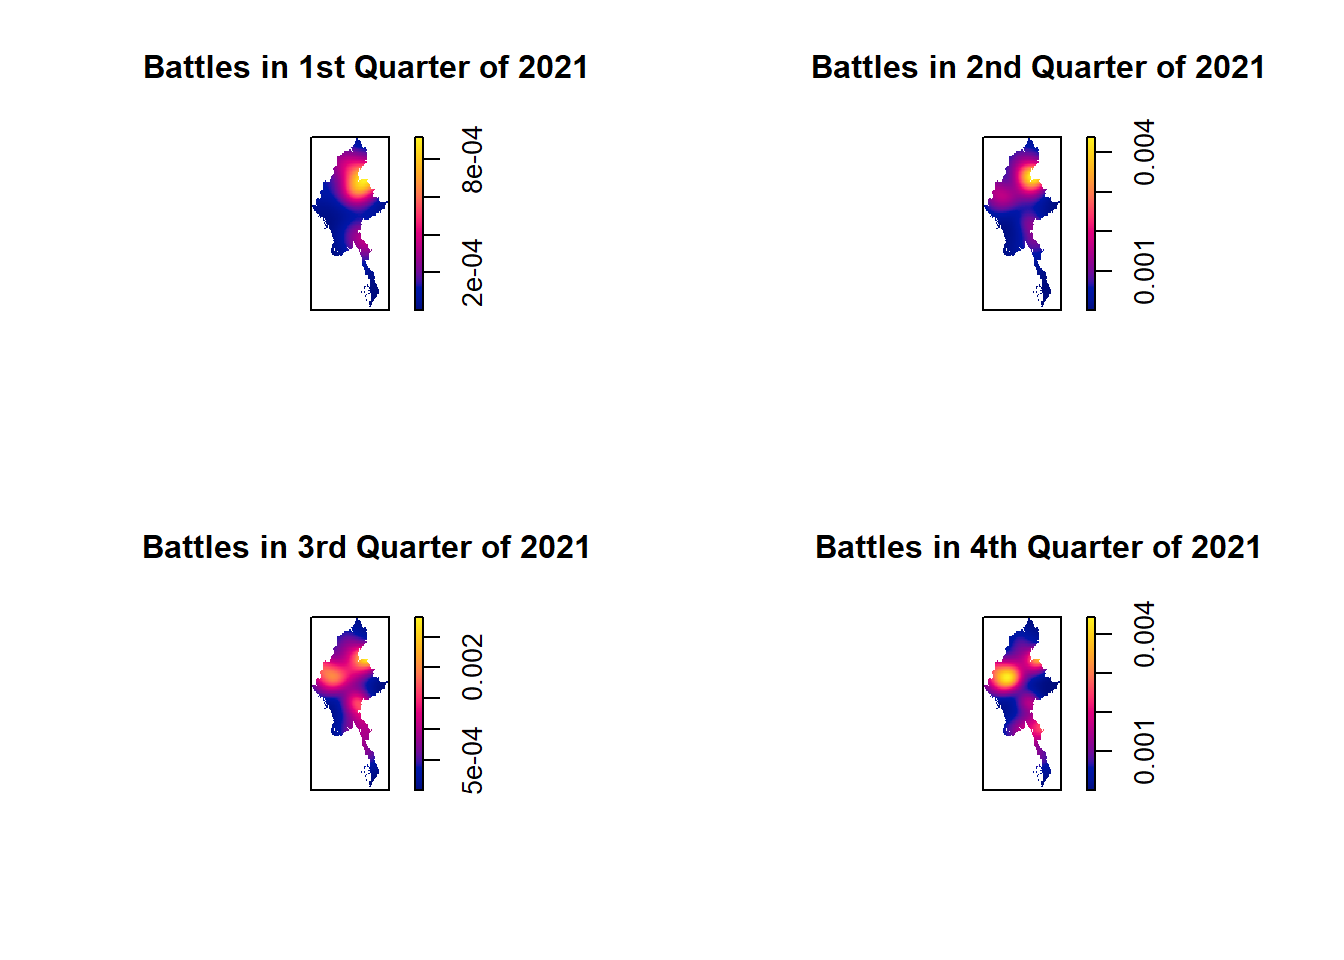 Battles in 1st Quarter of 2021
8e-04
2e-04
Battles in 2nd Quarter of 2021
0.004
0.001
Battles in 3rd Quarter of 2021
0.002
5e-04
Battles in 4th Quarter of 2021
0.004
0.001